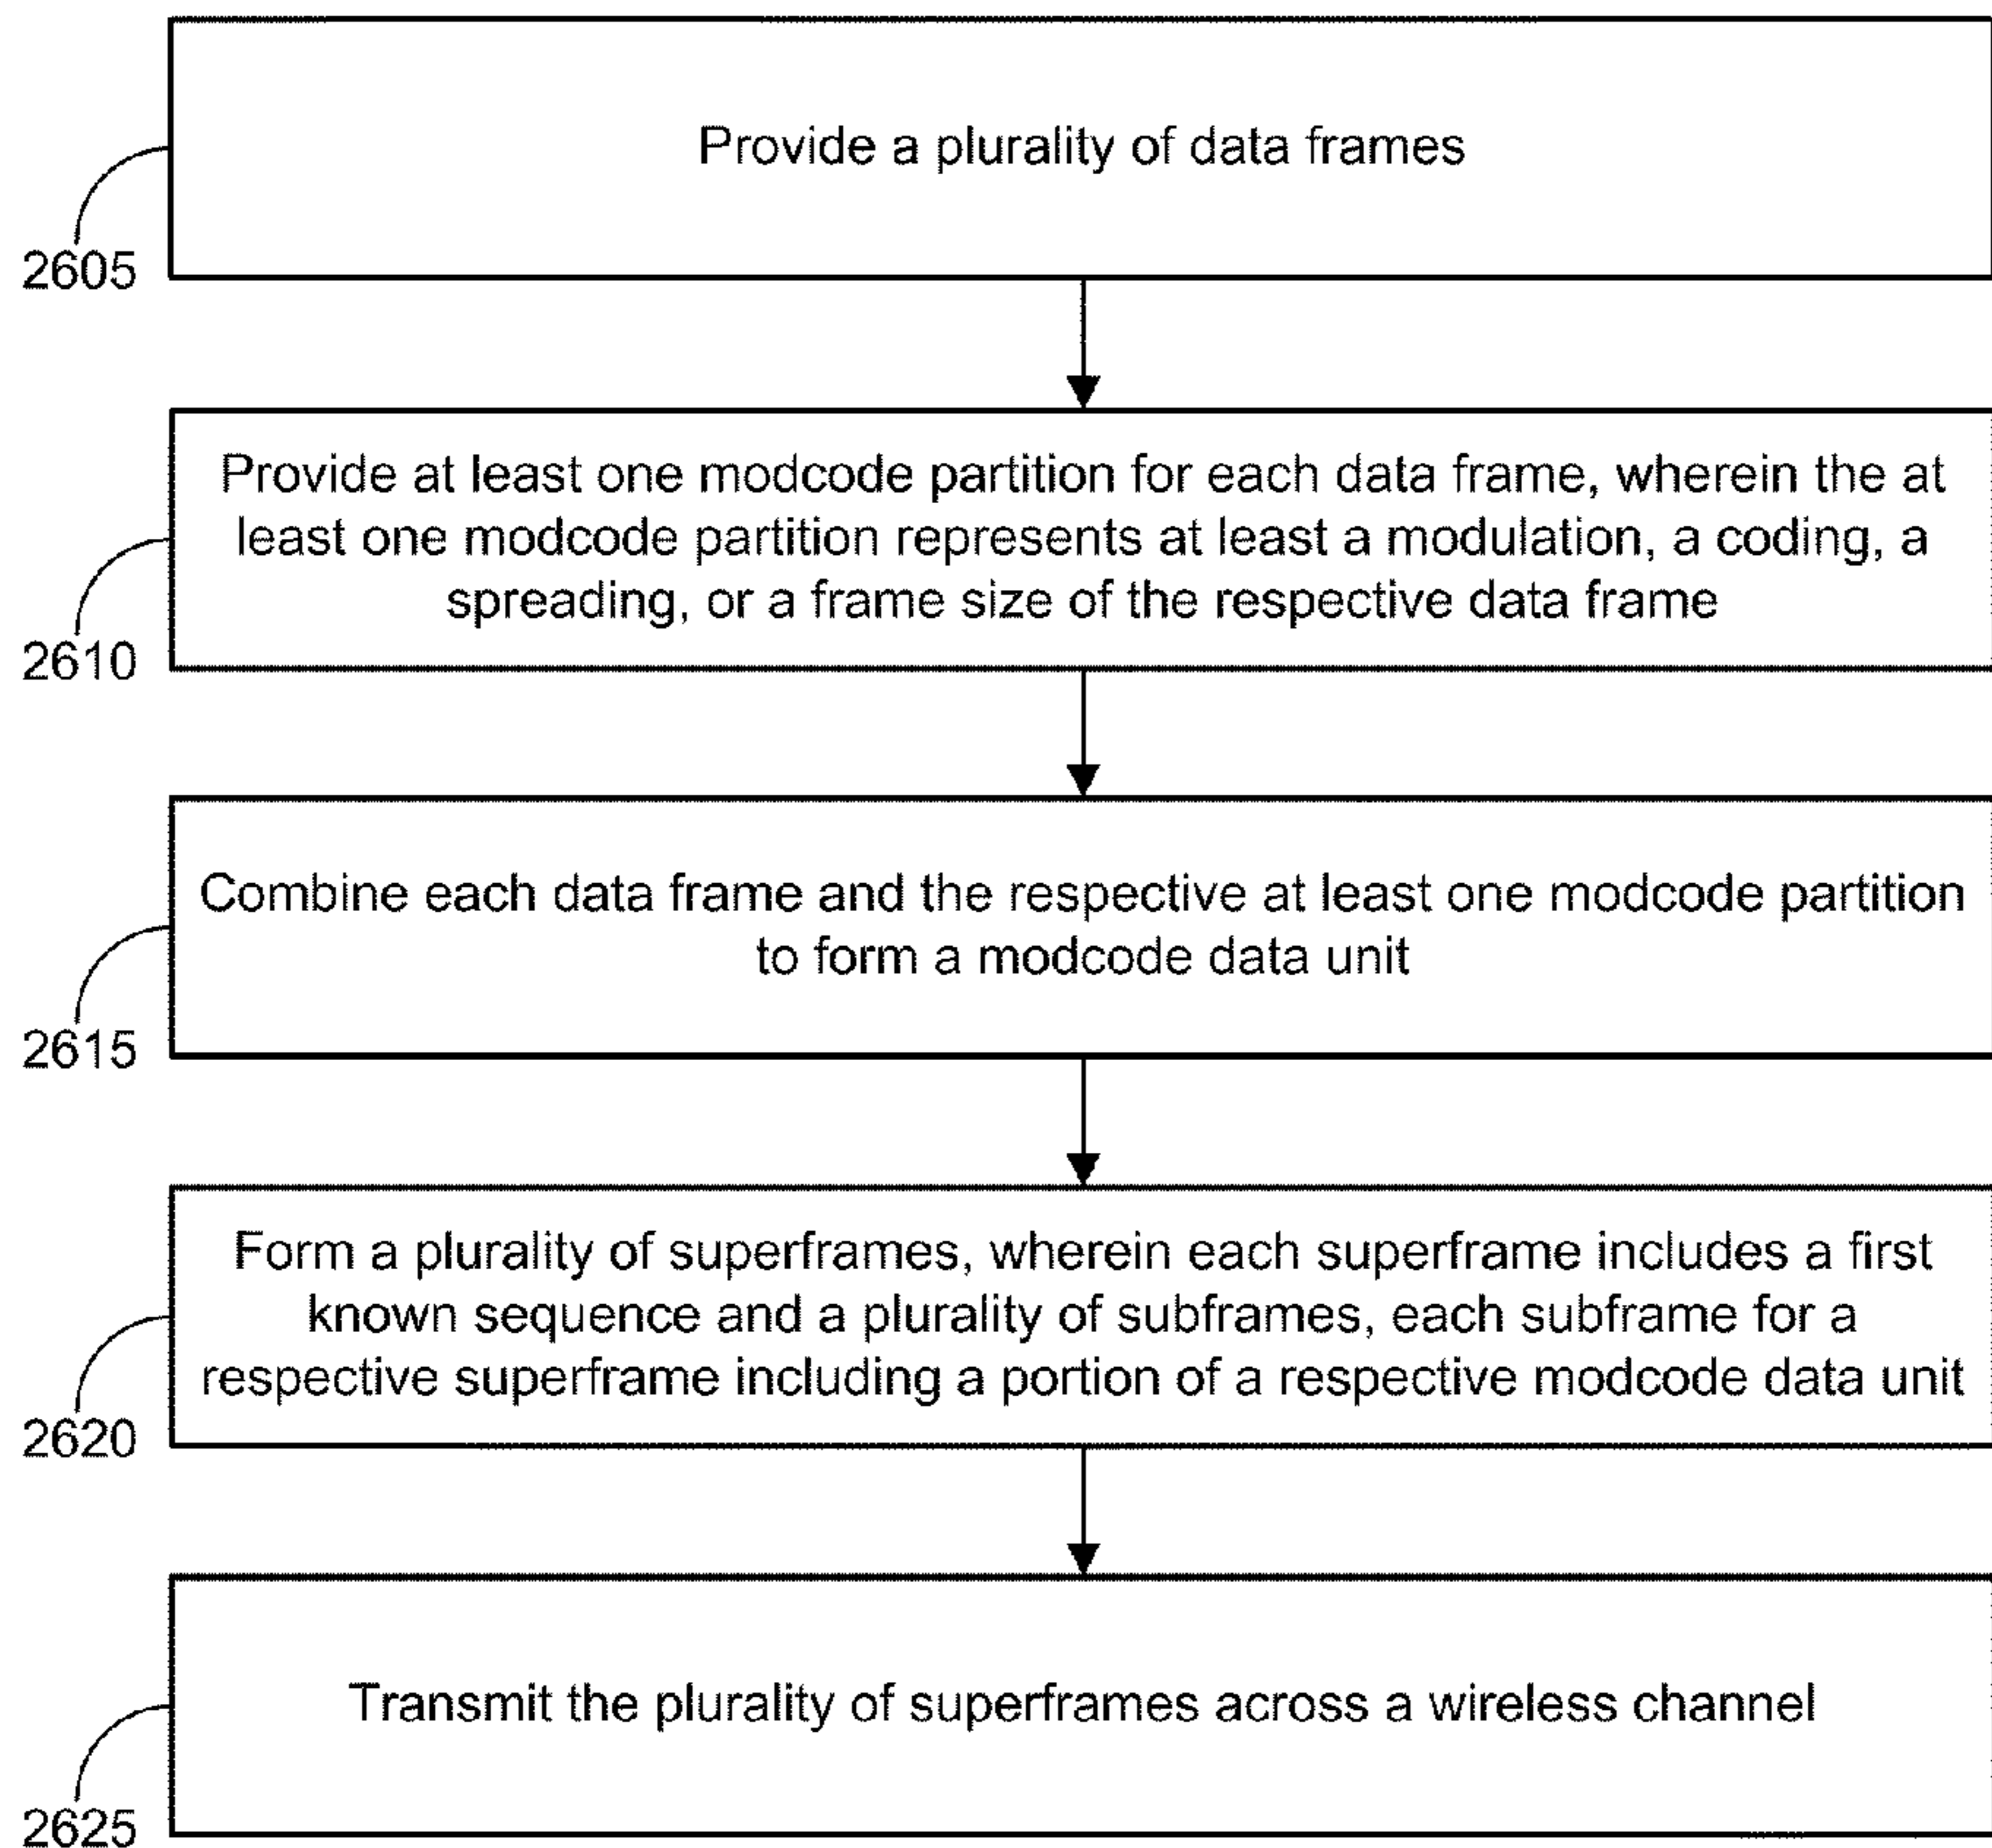 Provide a plurality of data frames
2605
Provide at least one modcode partition for each data frame, wherein the at
least one modcode partition represents at least a modulation, a coding, a
spreading, or a frame size of the respective data frame
2610
Combine each data frame and the respective at least one modcode partition
to form a modcode data unit
2615
Form a plurality of superframes, wherein each superframe includes a first
known sequence and a plurality of subframes, each subframe for a
respective superframe including a portion of a respective modcode data unit
2620
Transmit the plurality of superframes across a wireless channel
2625